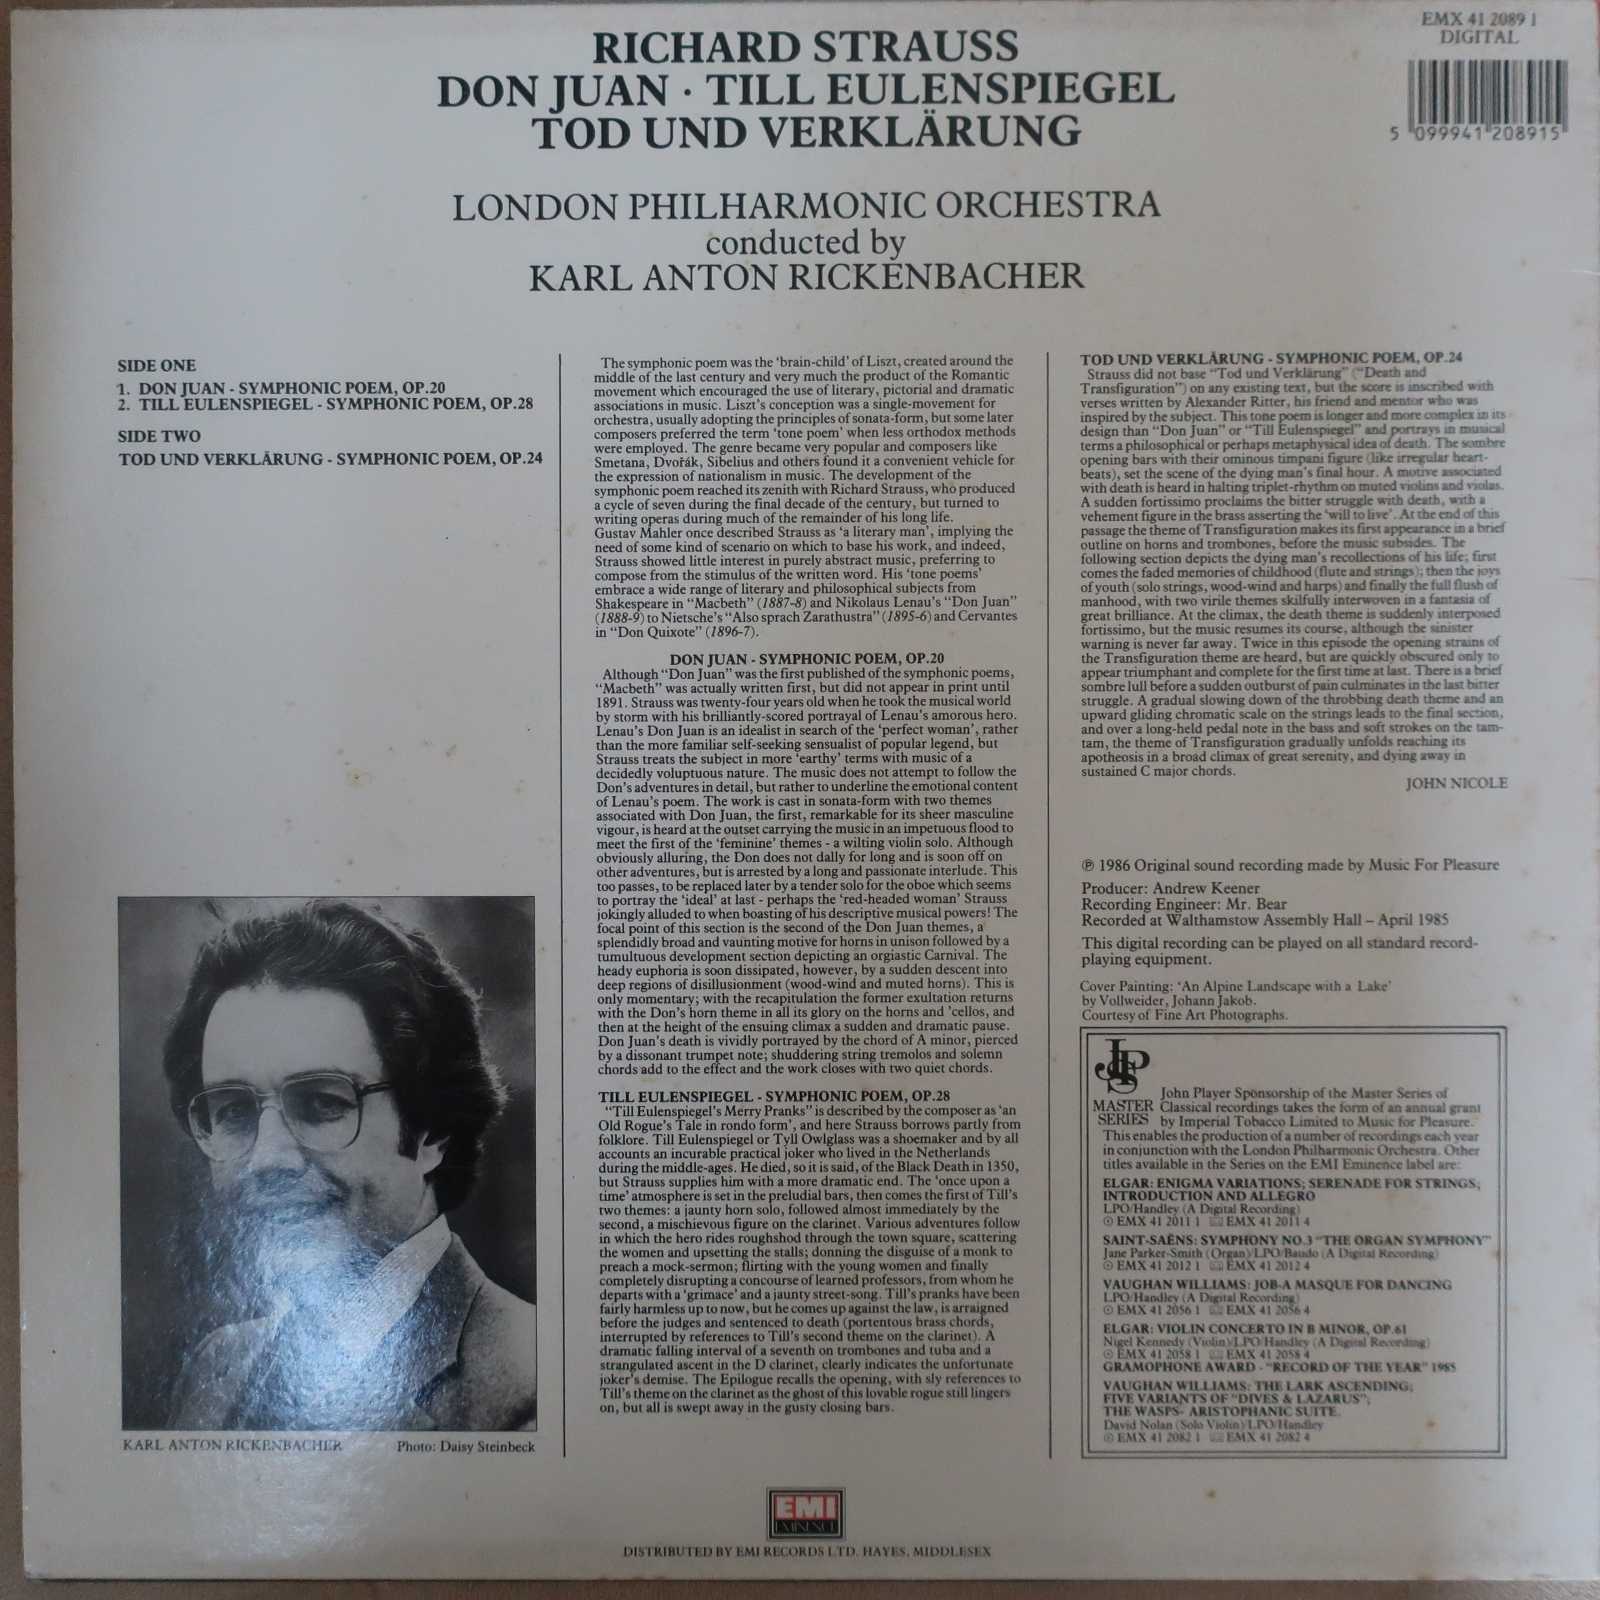 EMX 41 2089 1
DIGITAL
5 099941 208915
RICHARD STRAUSS
DON JUAN · TILL EULENSPIEGEL
TOD UND VERKLÄRUNG
LONDON PHILHARMONIC ORCHESTRA
conducted by
KARL ANTON RICKENBACHER
SIDE ONE
1. DON JUAN - SYMPHONIC POEM, OP.20
2. TILL EULENSPIEGEL - SYMPHONIC POEM, OP.28
SIDE TWO
TOD UND VERKLÄRUNG - SYMPHONIC POEM, OP.24
KARL ANTON RICKENBACHER
Photo: Daisy Steinbeck
The symphonic poem was the ‘brain-child’ of Liszt, created around the
middle of the last century and very much the product of the Romantic
movement which encouraged the use of literary, pictorial and dramatic
associations in music. Liszt’s conception was a single-movement for
orchestra, usually adopting the principles of sonata-form, but some later
composers preferred the term ‘tone poem’ when less orthodox methods
were employed. The genre became very popular and composers like
Smetana, Dvořák, Sibelius and others found it a convenient vehicle for
the expression of nationalism in music. The development of the
symphonic poem reached its zenith with Richard Strauss, who produced
a cycle of seven during the final decade of the century, but turned to
writing operas during much of the remainder of his long life.
Gustav Mahler once described Strauss as ‘a literary man’, implying the
need of some kind of scenario on which to base his work, and indeed,
Strauss showed little interest in purely abstract music, preferring to
compose from the stimulus of the written word. His ‘tone poems’
embrace a wide range of literary and philosophical subjects from
Shakespeare in “Macbeth” (1887-8) and Nikolaus Lenau’s “Don Juan”
(1888-9) to Nietsche’s “Also sprach Zarathustra” (1895-6) and Cervantes
in “Don Quixote” (1896-7).
DON JUAN - SYMPHONIC POEM, OP.20
Although “Don Juan” was the first published of the symphonic poems,
“Macbeth” was actually written first, but did not appear in print until
1891. Strauss was twenty-four years old when he took the musical world
by storm with his brilliantly-scored portrayal of Lenau’s amorous hero.
Lenau’s Don Juan is an idealist in search of the ‘perfect woman’, rather
than the more familiar self-seeking sensualist of popular legend, but
Strauss treats the subject in more ‘earthy’ terms with music of a
decidedly voluptuous nature. The music does not attempt to follow the
Don’s adventures in detail, but rather to underline the emotional content
of Lenau’s poem. The work is cast in sonata-form with two themes
associated with Don Juan, the first, remarkable for its sheer masculine
vigour, is heard at the outset carrying the music in an impetuous flood to
meet the first of the ‘feminine’ themes - a wilting violin solo. Although
obviously alluring, the Don does not dally for long and is soon off on
other adventures, but is arrested by a long and passionate interlude. This
too passes, to be replaced later by a tender solo for the oboe which seems
to portray the ‘ideal’ at last - perhaps the ‘red-headed woman’ Strauss
jokingly alluded to when boasting of his descriptive musical powers! The
focal point of this section is the second of the Don Juan themes, a
splendidly broad and vaunting motive for horns in unison followed by a
tumultuous development section depicting an orgiastic Carnival. The
heady euphoria is soon dissipated, however, by a sudden descent into
deep regions of disillusionment (wood-wind and muted horns). This is
only momentary; with the recapitulation the former exultation returns
with the Don’s horn theme in all its glory on the horns and ’cellos, and
then at the height of the ensuing climax a sudden and dramatic pause.
Don Juan’s death is vividly portrayed by the chord of A minor, pierced
by a dissonant trumpet note; shuddering string tremolos and solemn
chords add to the effect and the work closes with two quiet chords.
TILL EULENSPIEGEL - SYMPHONIC POEM, OP.28
“Till Eulenspiegel’s Merry Pranks” is described by the composer as ‘an
Old Rogue’s Tale in rondo form’, and here Strauss borrows partly from
folklore. Till Eulenspiegel or Tyll Owlglass was a shoemaker and by all
accounts an incurable practical joker who lived in the Netherlands
during the middle-ages. He died, so it is said, of the Black Death in 1350,
but Strauss supplies him with a more dramatic end. The ‘once upon a
time’ atmosphere is set in the preludial bars, then comes the first of Till’s
two themes: a jaunty horn solo, followed almost immediately by the
second, a mischievous figure on the clarinet. Various adventures follow
in which the hero rides roughshod through the town square, scattering
the women and upsetting the stalls; donning the disguise of a monk to
preach a mock-sermon; flirting with the young women and finally
completely disrupting a concourse of learned professors, from whom he
departs with a ‘grimace’ and a jaunty street-song. Till’s pranks have been
fairly harmless up to now, but he comes up against the law, is arraigned
before the judges and sentenced to death (portentous brass chords,
interrupted by references to Till’s second theme on the clarinet). A
dramatic falling interval of a seventh on trombones and tuba and a
strangulated ascent in the D clarinet, clearly indicates the unfortunate
joker’s demise. The Epilogue recalls the opening, with sly references to
Till’s theme on the clarinet as the ghost of this lovable rogue still lingers
on, but all is swept away in the gusty closing bars.
TOD UND VERKLÄRUNG - SYMPHONIC POEM, OP.24
Strauss did not base “Tod und Verklärung” (“Death and
Transfiguration”) on any existing text, but the score is inscribed with
verses written by Alexander Ritter, his friend and mentor who was
inspired by the subject. This tone poem is longer and more complex in its
design than “Don Juan” or “Till Eulenspiegel” and portrays in musical
terms a philosophical or perhaps metaphysical idea of death. The sombre
opening bars with their ominous timpani figure (like irregular heart-
beats), set the scene of the dying man’s final hour. A motive associated
with death is heard in halting triplet-rhythm on muted violins and violas.
A sudden fortissimo proclaims the bitter struggle with death, with a
vehement figure in the brass asserting the ‘will to live’. At the end of this
passage the theme of Transfiguration makes its first appearance in a brief
outline on horns and trombones, before the music subsides. The
following section depicts the dying man’s recollections of his life; first
comes the faded memories of childhood (flute and strings); then the joys
of youth (solo strings, wood-wind and harps) and finally the full flush of
manhood, with two virile themes skilfully interwoven in a fantasia of
great brilliance. At the climax, the death theme is suddenly interposed
fortissimo, but the music resumes its course, although the sinister
warning is never far away. Twice in this episode the opening strains of
the Transfiguration theme are heard, but are quickly obscured only to
appear triumphant and complete for the first time at last. There is a brief
sombre lull before a sudden outburst of pain culminates in the last bitter
struggle. A gradual slowing down of the throbbing death theme and an
upward gliding chromatic scale on the strings leads to the final section,
and over a long-held pedal note in the bass and soft strokes on the tam-
tam, the theme of Transfiguration gradually unfolds reaching its
apotheosis in a broad climax of great serenity, and dying away in
sustained C major chords.
JOHN NICOLE
℗ 1986 Original sound recording made by Music For Pleasure
Producer: Andrew Keener
Recording Engineer: Mr. Bear
Recorded at Walthamstow Assembly Hall – April 1985
This digital recording can be played on all standard record-
playing equipment.
Cover Painting: ‘An Alpine Landscape with a Lake’
by Vollweider, Johann Jakob.
Courtesy of Fine Art Photographs.
JPS
MASTER
SERIES
John Player Sponsorship of the Master Series of
Classical recordings takes the form of an annual grant
by Imperial Tobacco Limited to Music for Pleasure.
This enables the production of a number of recordings each year
in conjunction with the London Philharmonic Orchestra. Other
titles available in the Series on the EMI Eminence label are:
ELGAR: ENIGMA VARIATIONS; SERENADE FOR STRINGS;
INTRODUCTION AND ALLEGRO
LPO/Handley (A Digital Recording)
EMX 41 2011 1 EMX 41 2011 4
SAINT-SAËNS: SYMPHONY NO.3 “THE ORGAN SYMPHONY”
Jane Parker-Smith (Organ)/LPO/Baudo (A Digital Recording)
EMX 41 2012 1 EMX 41 2012 4
VAUGHAN WILLIAMS: JOB-A MASQUE FOR DANCING
LPO/Handley (A Digital Recording)
EMX 41 2056 1 EMX 41 2056 4
ELGAR: VIOLIN CONCERTO IN B MINOR, OP.61
Nigel Kennedy (Violin)/LPO/Handley (A Digital Recording)
EMX 41 2058 1 EMX 41 2058 4
GRAMOPHONE AWARD - “RECORD OF THE YEAR” 1985
VAUGHAN WILLIAMS: THE LARK ASCENDING;
FIVE VARIANTS OF “DIVES & LAZARUS”;
THE WASPS- ARISTOPHANIC SUITE.
David Nolan (Solo Violin)/LPO/Handley
EMX 41 2082 1 EMX 41 2082 4
EMI
EMINENCE
DISTRIBUTED BY EMI RECORDS LTD. HAYES, MIDDLESEX